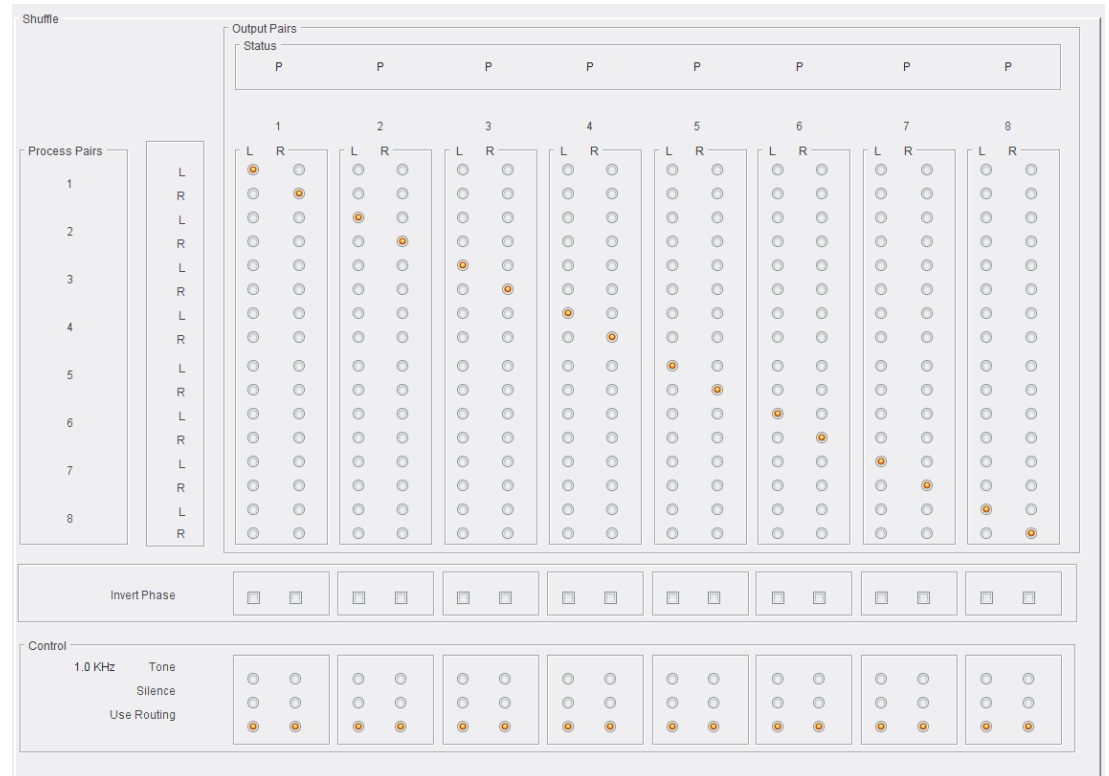 Shuffle
Output Pairs
Status
P P P P P P P P
1 2 3 4 5 6 7 8
Process Pairs L R L R L R L R L R L R L R L R
L
1
R
L
2
R
L
3
R
L
4
R
L
5
R
L
6
R
L
7
R
L
8
R
Invert Phase
Control
1.0 KHz Tone
Silence
Use Routing